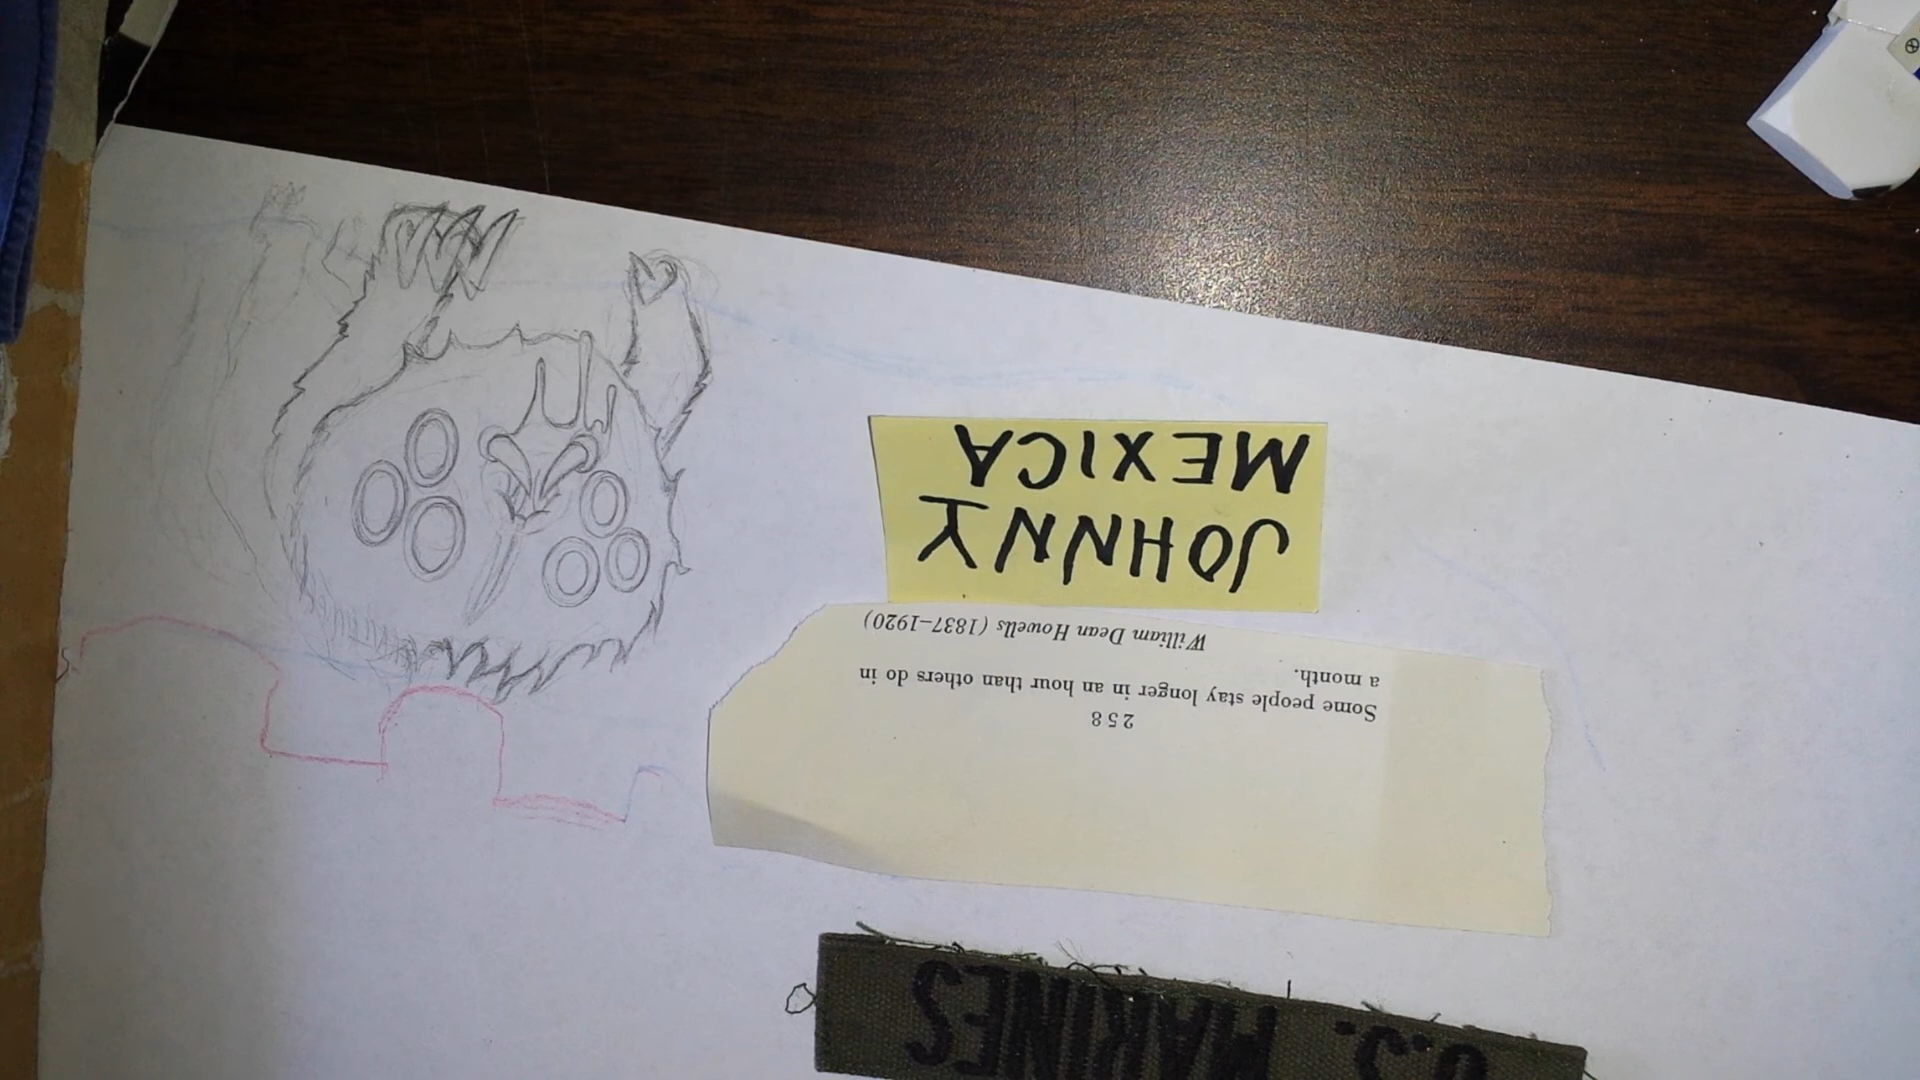 U.S. MARINES
258
Some people stay longer in an hour than others do in
a month.
William Dean Howells (1837–1920)
JOHNNY
MEXICA